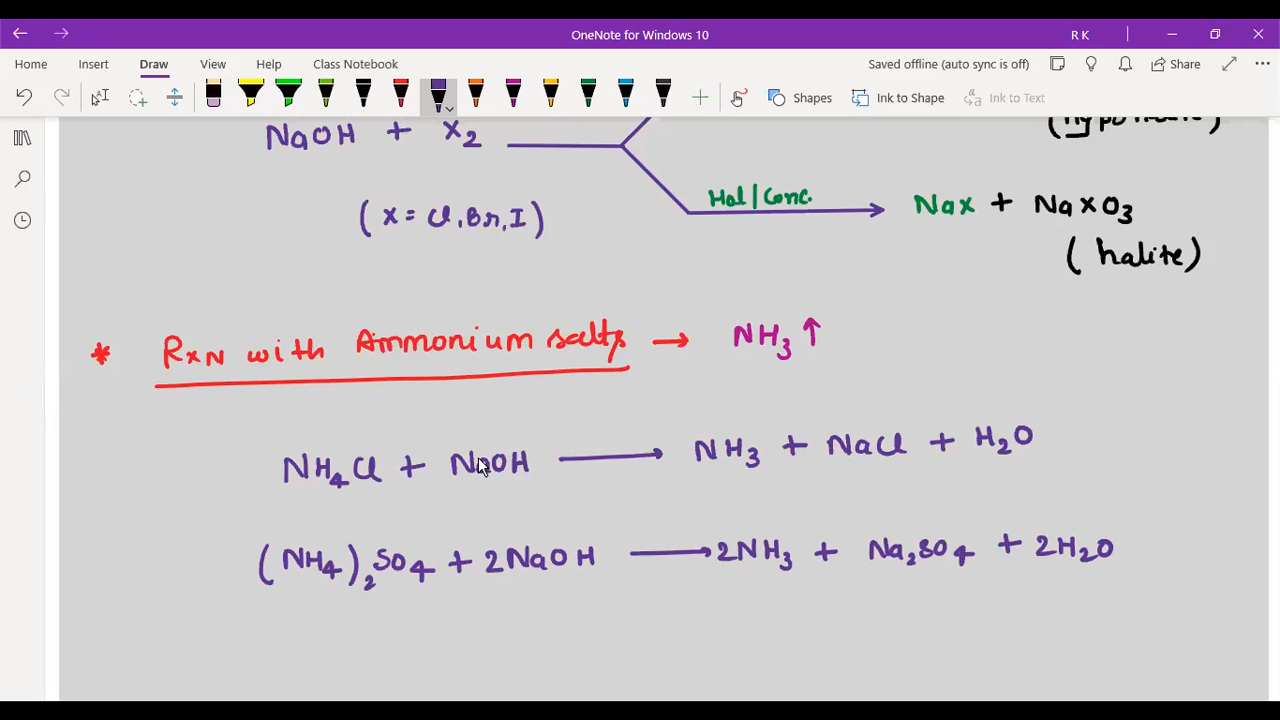 OneNote for Windows 10
R K
Home Insert Draw View Help Class Notebook
Saved offline (auto sync is off) Share
Shapes Ink to Shape Ink to Text
NaOH + X2
Hal/Conc. NaX + NaXO3
(X = Cl, Br, I)
(halite)
* RxN with Ammonium salts → NH3↑
NH4Cl + NaOH → NH3 + NaCl + H2O
(NH4)2SO4 + 2NaOH → 2NH3 + Na2SO4 + 2H2O